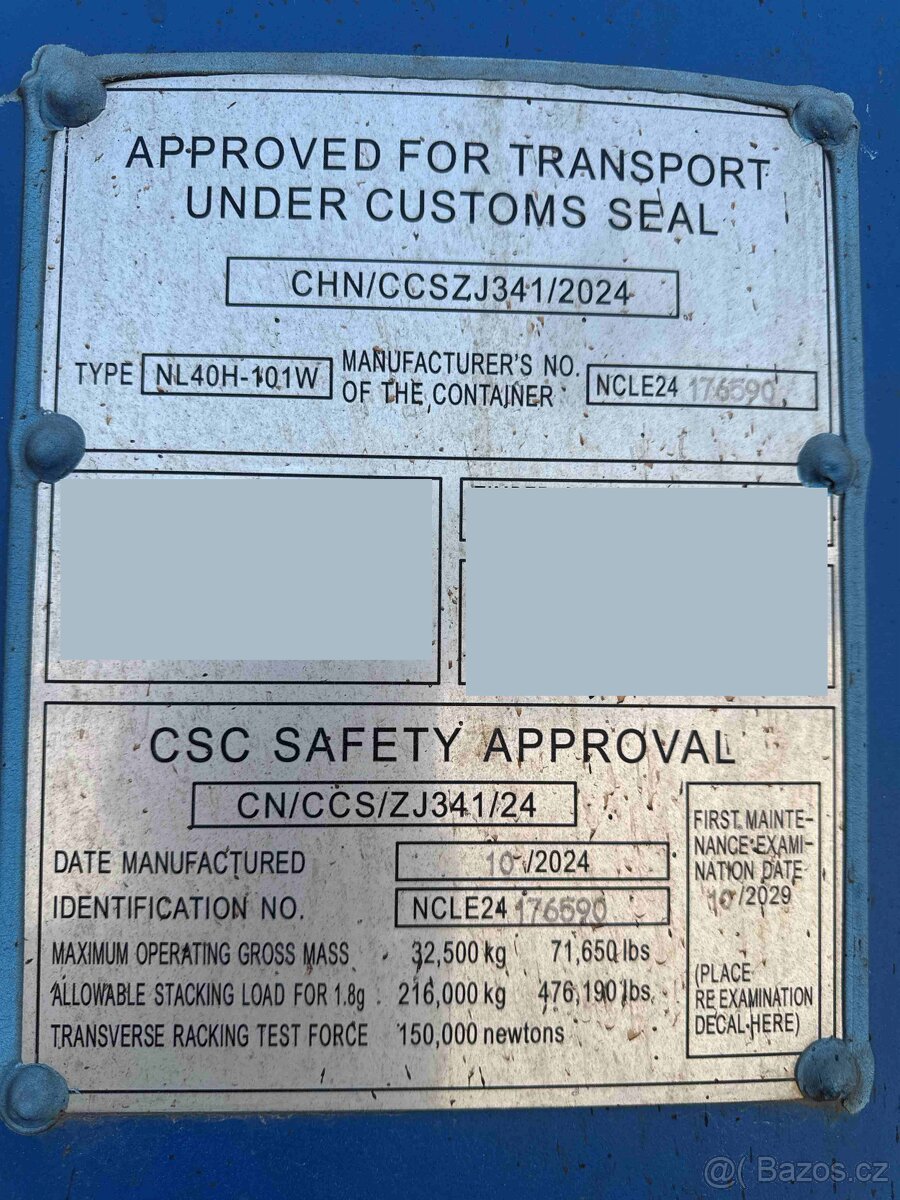 APPROVED FOR TRANSPORT
UNDER CUSTOMS SEAL
CHN/CCSZJ341/2024
TYPE NL40H-101W MANUFACTURER'S NO.
OF THE CONTAINER NCLE24 176590
CSC SAFETY APPROVAL
CN/CCS/ZJ341/24
DATE MANUFACTURED 10 /2024
IDENTIFICATION NO. NCLE24 176590
MAXIMUM OPERATING GROSS MASS 32,500 kg 71,650 lbs
ALLOWABLE STACKING LOAD FOR 1.8g 216,000 kg 476,190 lbs
TRANSVERSE RACKING TEST FORCE 150,000 newtons
FIRST MAINTE-
NANCE EXAMI-
NATION DATE
10 /2029
(PLACE
RE EXAMINATION
DECAL HERE)
@( Bazos.cz